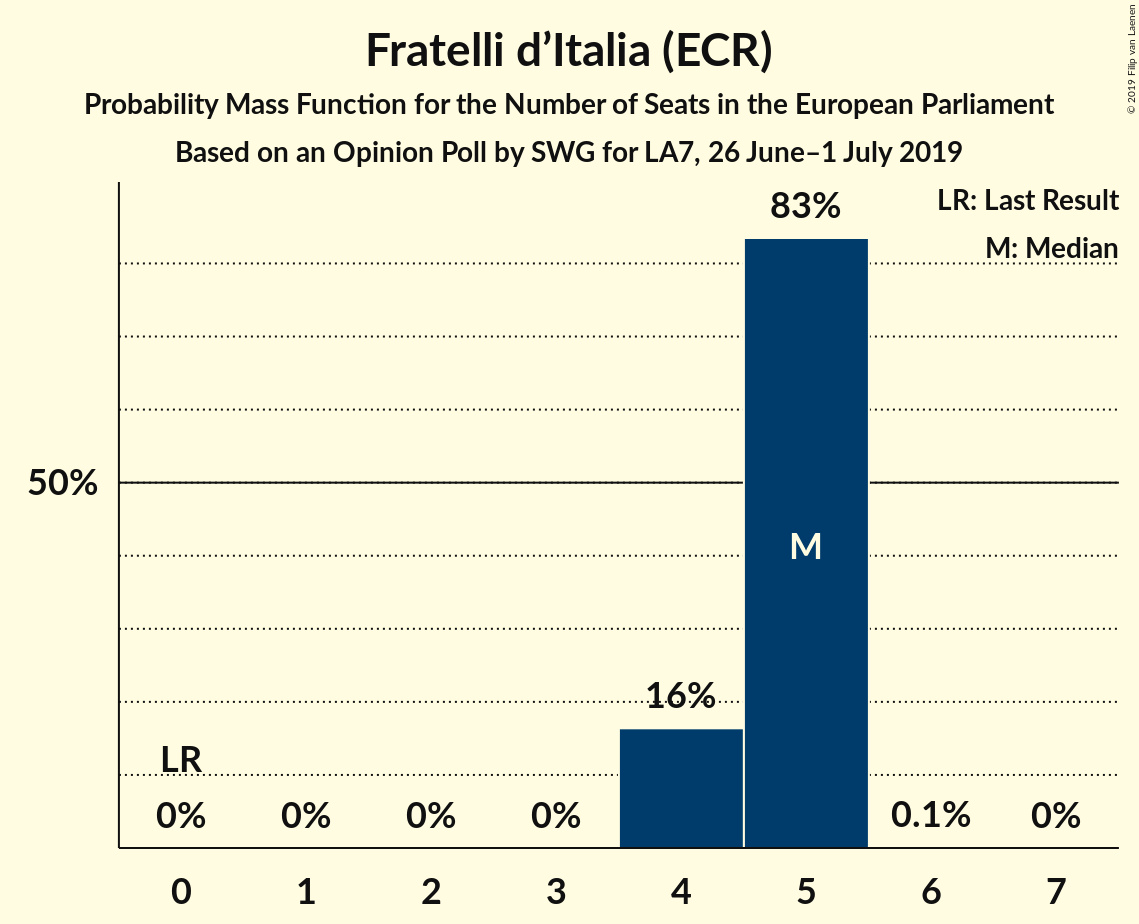 Fratelli d’Italia (ECR)
Probability Mass Function for the Number of Seats in the European Parliament
Based on an Opinion Poll by SWG for LA7, 26 June–1 July 2019
© 2019 Filip van Laenen
LR: Last Result
M: Median
83%
50%
M
16%
LR
0% 0% 0% 0% 0.1% 0%
0 1 2 3 4 5 6 7